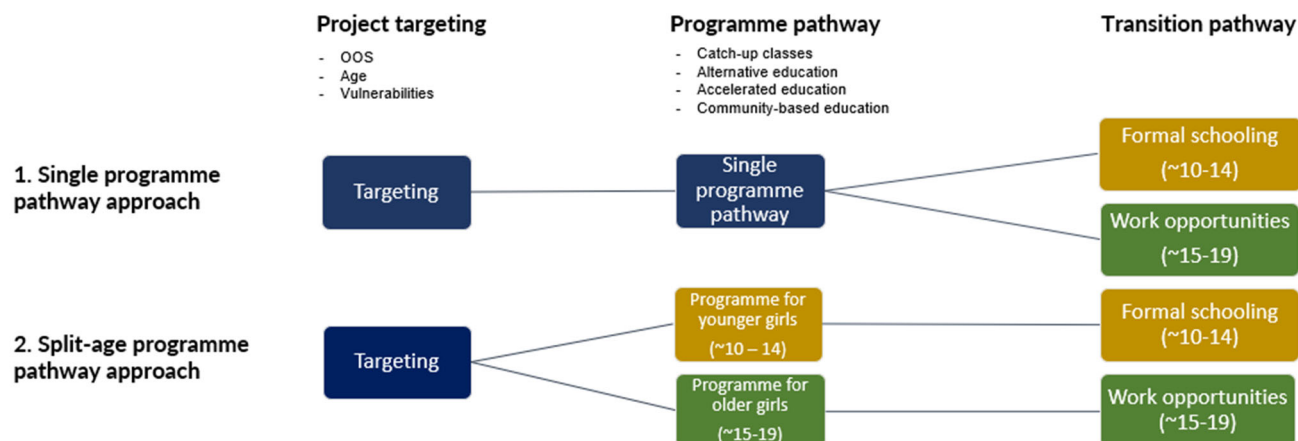 Project targeting
- OOS
- Age
- Vulnerabilities
Programme pathway
- Catch-up classes
- Alternative education
- Accelerated education
- Community-based education
Transition pathway
1. Single programme
pathway approach
Targeting
Single
programme
pathway
Formal schooling
(~10-14)
Work opportunities
(~15-19)
2. Split-age programme
pathway approach
Targeting
Programme for
younger girls
(~10 – 14)
Programme for
older girls
(~15-19)
Formal schooling
(~10-14)
Work opportunities
(~15-19)